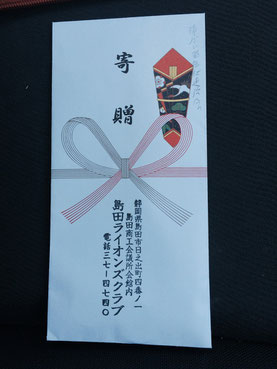 寄贈
静岡県島田市日之出町四番ノ一
島田商工会議所会館内
島田ライオンズクラブ
電話三七ー四七四〇